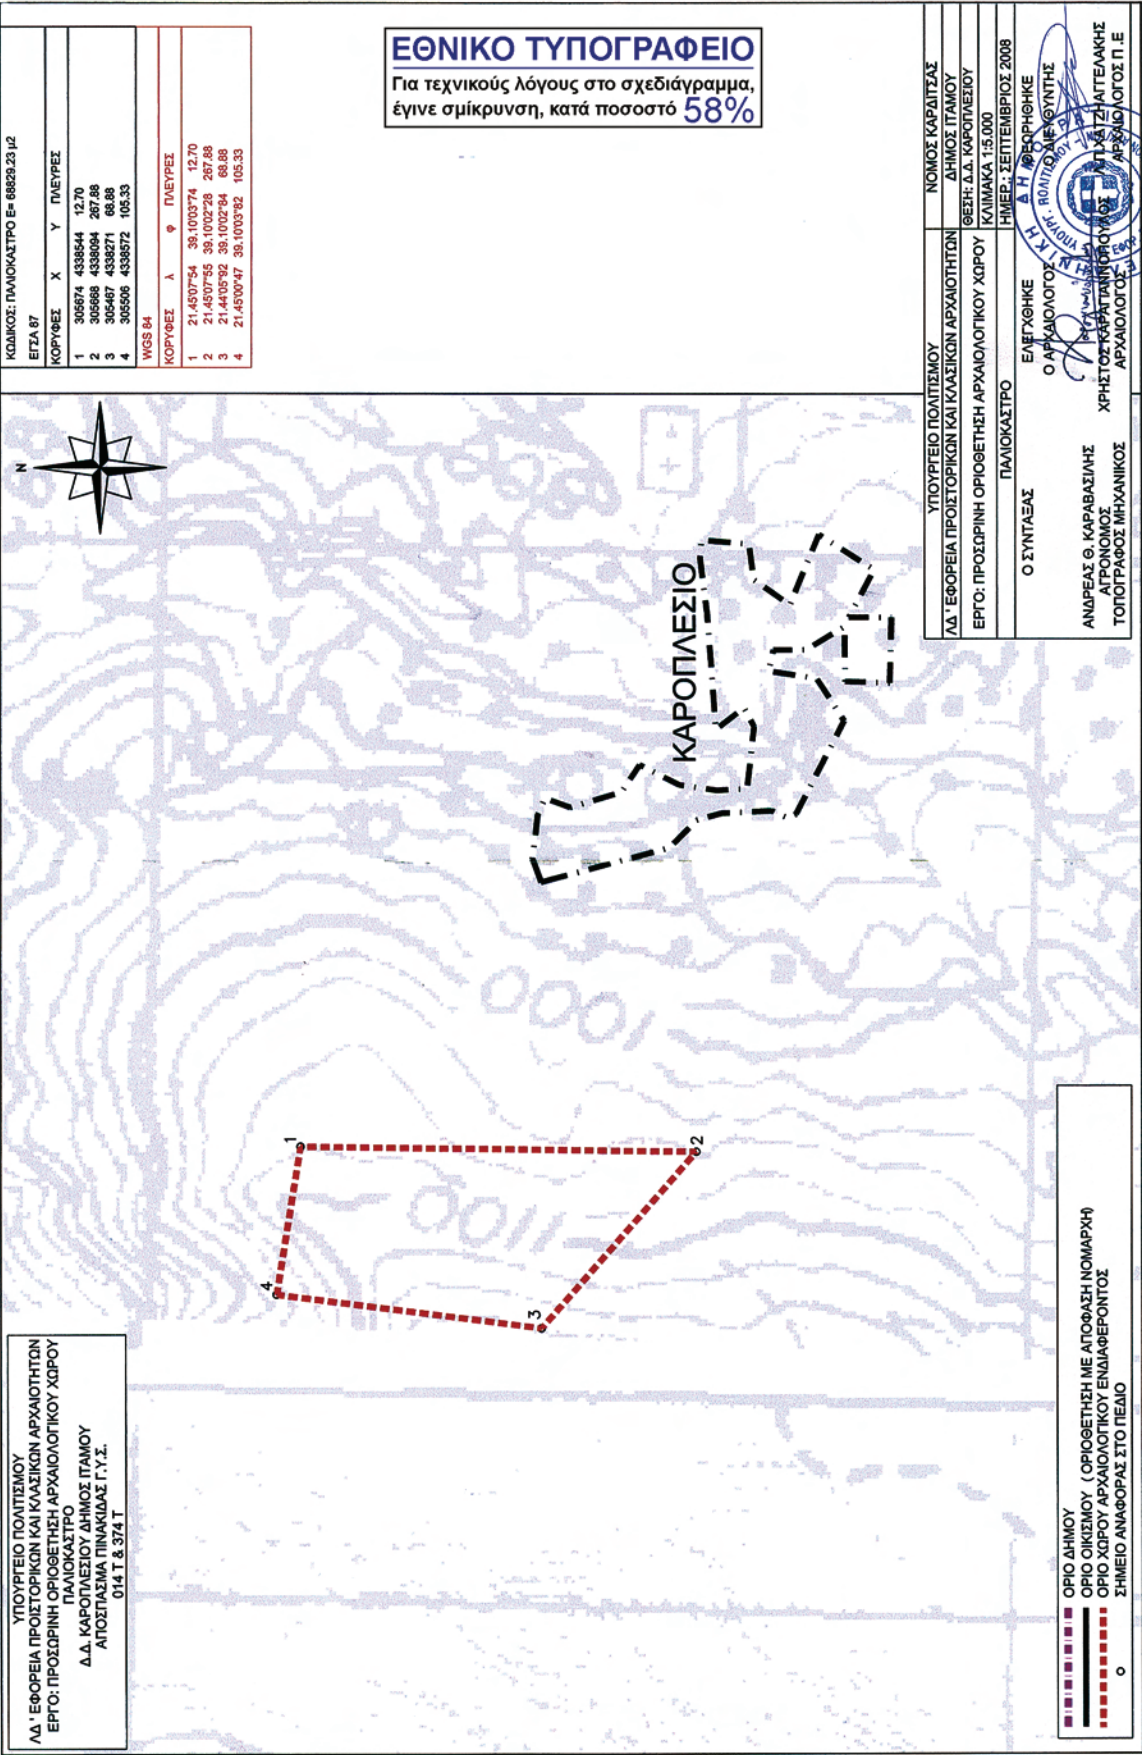 ΕΘΝΙΚΟ ΤΥΠΟΓΡΑΦΕΙΟ
Για τεχνικούς λόγους στο σχεδιάγραμμα,
έγινε σμίκρυνση, κατά ποσοστό 58%
ΚΩΔΙΚΟΣ: ΠΑΛΙΟΚΑΣΤΡΟ Ε= 68829.23 μ2
ΕΓΣΑ 87
ΚΟΡΥΦΕΣ Χ Υ ΠΛΕΥΡΕΣ
1 305674 4338544 12.70
2 305668 4338094 267.88
3 305467 4338271 68.88
4 305506 4338572 105.33
WGS 84
ΚΟΡΥΦΕΣ λ φ ΠΛΕΥΡΕΣ
1 21.45'07"54 39.10'03"74 12.70
2 21.45'07"55 39.10'02"28 267.88
3 21.44'05"92 39.10'02"84 68.88
4 21.45'00"47 39.10'03"82 105.33
N
ΥΠΟΥΡΓΕΙΟ ΠΟΛΙΤΙΣΜΟΥ
ΛΔ ' ΕΦΟΡΕΙΑ ΠΡΟΙΣΤΟΡΙΚΩΝ ΚΑΙ ΚΛΑΣΙΚΩΝ ΑΡΧΑΙΟΤΗΤΩΝ
ΕΡΓΟ: ΠΡΟΣΩΡΙΝΗ ΟΡΙΟΘΕΤΗΣΗ ΑΡΧΑΙΟΛΟΓΙΚΟΥ ΧΩΡΟΥ
ΠΑΛΙΟΚΑΣΤΡΟ
Δ.Δ. ΚΑΡΟΠΛΕΣΙΟΥ ΔΗΜΟΣ ΙΤΑΜΟΥ
ΑΠΟΣΠΑΣΜΑ ΠΙΝΑΚΙΔΑΣ Γ.Υ.Σ.
014 Τ & 374 Τ
1
2
3
4
1100
1000
ΚΑΡΟΠΛΕΣΙΟ
ΟΡΙΟ ΔΗΜΟΥ
ΟΡΙΟ ΟΙΚΙΣΜΟΥ ( ΟΡΙΟΘΕΤΗΣΗ ΜΕ ΑΠΟΦΑΣΗ ΝΟΜΑΡΧΗ)
ΟΡΙΟ ΧΩΡΟΥ ΑΡΧΑΙΟΛΟΓΙΚΟΥ ΕΝΔΙΑΦΕΡΟΝΤΟΣ
ΣΗΜΕΙΟ ΑΝΑΦΟΡΑΣ ΣΤΟ ΠΕΔΙΟ
ΥΠΟΥΡΓΕΙΟ ΠΟΛΙΤΙΣΜΟΥ ΝΟΜΟΣ ΚΑΡΔΙΤΣΑΣ
ΛΔ ' ΕΦΟΡΕΙΑ ΠΡΟΙΣΤΟΡΙΚΩΝ ΚΑΙ ΚΛΑΣΙΚΩΝ ΑΡΧΑΙΟΤΗΤΩΝ ΔΗΜΟΣ ΙΤΑΜΟΥ
ΕΡΓΟ: ΠΡΟΣΩΡΙΝΗ ΟΡΙΟΘΕΤΗΣΗ ΑΡΧΑΙΟΛΟΓΙΚΟΥ ΧΩΡΟΥ ΘΕΣΗ: Δ.Δ. ΚΑΡΟΠΛΕΣΙΟΥ
ΚΛΙΜΑΚΑ 1:5.000
ΠΑΛΙΟΚΑΣΤΡΟ ΗΜΕΡ.: ΣΕΠΤΕΜΒΡΙΟΣ 2008
Ο ΣΥΝΤΑΞΑΣ ΕΛΕΓΧΘΗΚΕ ΘΕΩΡΗΘΗΚΕ
Ο ΑΡΧΑΙΟΛΟΓΟΣ Ο ΔΙΕΥΘΥΝΤΗΣ
ΑΝΔΡΕΑΣ Θ. ΚΑΡΑΒΑΣΙΛΗΣ ΧΡΗΣΤΟΣ ΚΑΡΑΓΙΑΝΝΟΠΟΥΛΟΣ ΧΑΤΖΗΑΓΓΕΛΑΚΗΣ
ΑΓΡΟΝΟΜΟΣ
ΤΟΠΟΓΡΑΦΟΣ ΜΗΧΑΝΙΚΟΣ ΑΡΧΑΙΟΛΟΓΟΣ ΑΡΧΑΙΟΛΟΓΟΣ Π.Ε